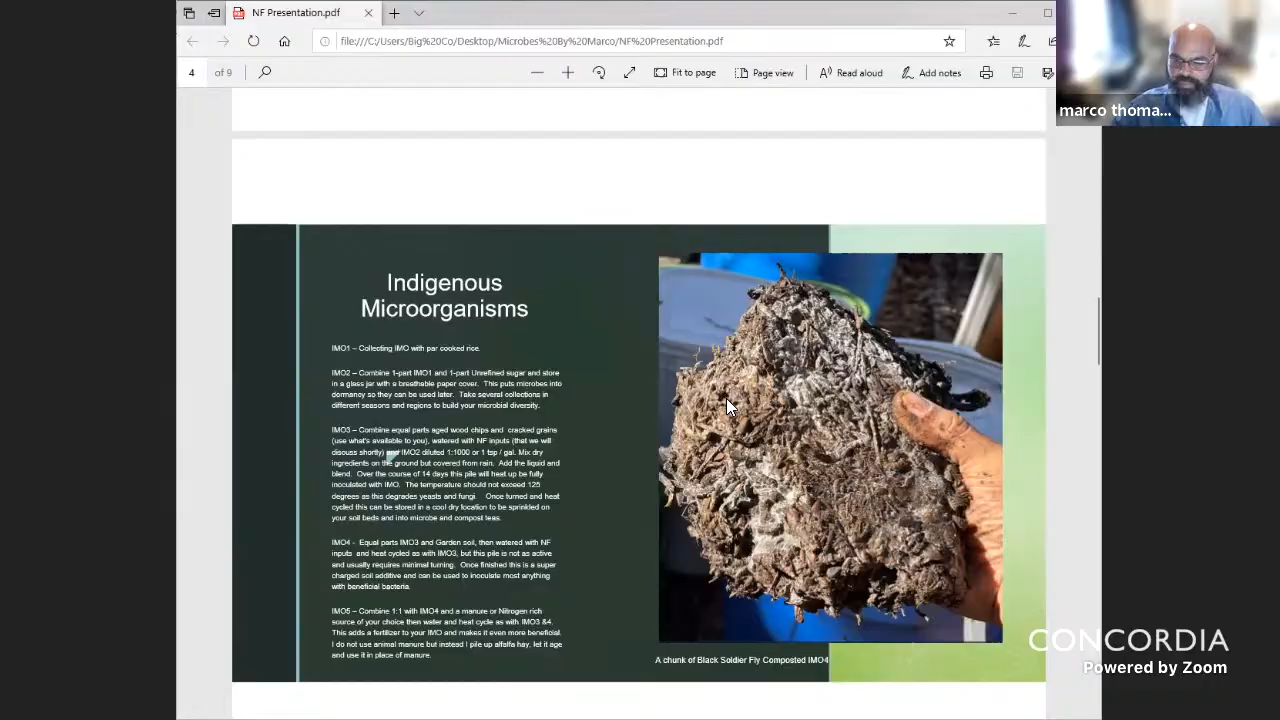 NF Presentation.pdf
file:///C:/Users/Big%20Co/Desktop/Microbes%20By%20Marco/NF%20Presentation.pdf
4 of 9
Fit to page
Page view
Read aloud
Add notes
marco thoma...
Indigenous
Microorganisms
IMO1 – Collecting IMO with par cooked rice.
IMO2 – Combine 1-part IMO1 and 1-part Unrefined sugar and store
in a glass jar with a breathable paper cover. This puts microbes into
dormancy so they can be used later. Take several collections in
different seasons and regions to build your microbial diversity.
IMO3 – Combine equal parts aged wood chips and cracked grains
(use what's available to you), watered with NF inputs (that we will
discuss shortly) and IMO2 diluted 1:1000 or 1 tsp / gal. Mix dry
ingredients on the ground but covered from rain. Add the liquid and
blend. Over the course of 14 days this pile will heat up be fully
inoculated with IMO. The temperature should not exceed 125
degrees as this degrades yeasts and fungi. Once turned and heat
cycled this can be stored in a cool dry location to be sprinkled on
your soil beds and into microbe and compost teas.
IMO4 - Equal parts IMO3 and Garden soil, then watered with NF
inputs and heat cycled as with IMO3, but this pile is not as active
and usually requires minimal turning. Once finished this is a super
charged soil additive and can be used to inoculate most anything
with beneficial bacteria.
IMO5 – Combine 1:1 with IMO4 and a manure or Nitrogen rich
source of your choice then water and heat cycle as with IMO3 &4.
This adds a fertilizer to your IMO and makes it even more beneficial.
I do not use animal manure but instead I pile up alfalfa hay, let it age
and use it in place of manure.
A chunk of Black Soldier Fly Composted IMO4
CONCORDIA
Powered by Zoom